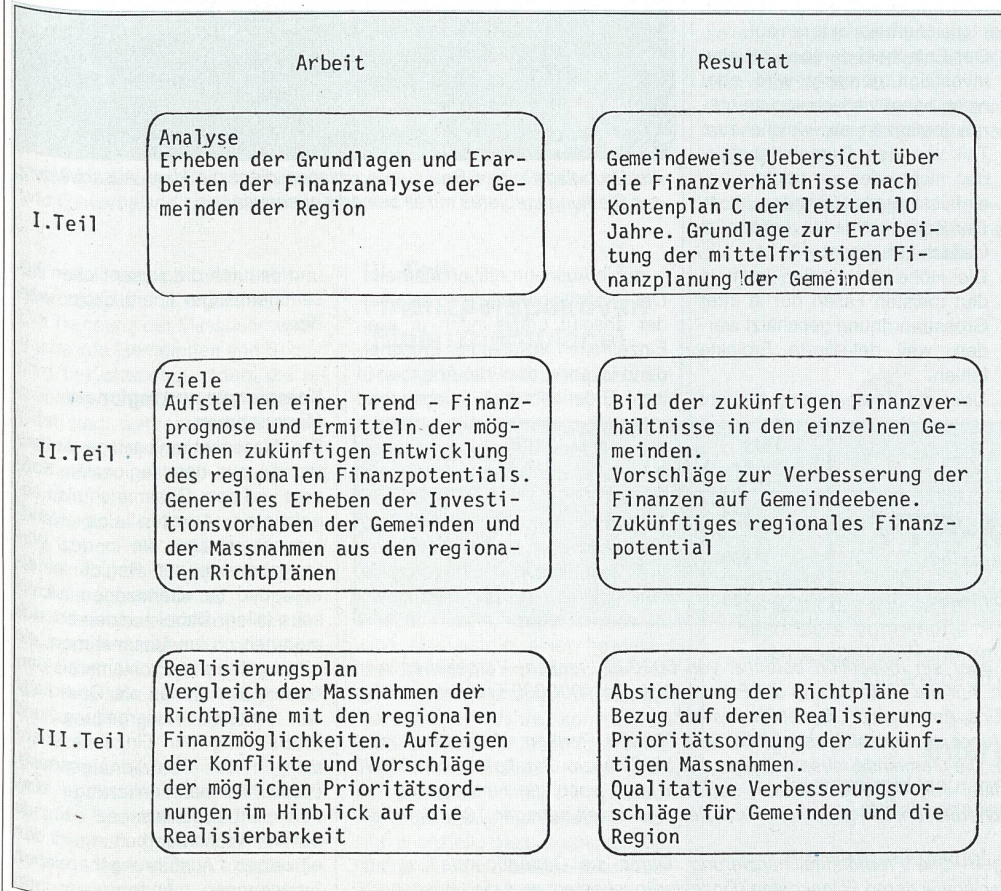 Arbeit
Resultat
I.Teil
Analyse
Erheben der Grundlagen und Erar-
beiten der Finanzanalyse der Ge-
meinden der Region
Gemeindeweise Uebersicht über
die Finanzverhältnisse nach
Kontenplan C der letzten 10
Jahre. Grundlage zur Erarbei-
tung der mittelfristigen Fi-
nanzplanung der Gemeinden
II.Teil
Ziele
Aufstellen einer Trend - Finanz-
prognose und Ermitteln der mög-
lichen zukünftigen Entwicklung
des regionalen Finanzpotentials.
Generelles Erheben der Investi-
tionsvorhaben der Gemeinden und
der Massnahmen aus den regiona-
len Richtplänen
Bild der zukünftigen Finanzver-
hältnisse in den einzelnen Ge-
meinden.
Vorschläge zur Verbesserung der
Finanzen auf Gemeindeebene.
Zukünftiges regionales Finanz-
potential
III.Teil
Realisierungsplan
Vergleich der Massnahmen der
Richtpläne mit den regionalen
Finanzmöglichkeiten. Aufzeigen
der Konflikte und Vorschläge
der möglichen Prioritätsord-
nungen im Hinblick auf die
Realisierbarkeit
Absicherung der Richtpläne in
Bezug auf deren Realisierung.
Prioritätsordnung der zukünf-
tigen Massnahmen.
Qualitative Verbesserungsvor-
schläge für Gemeinden und die
Region